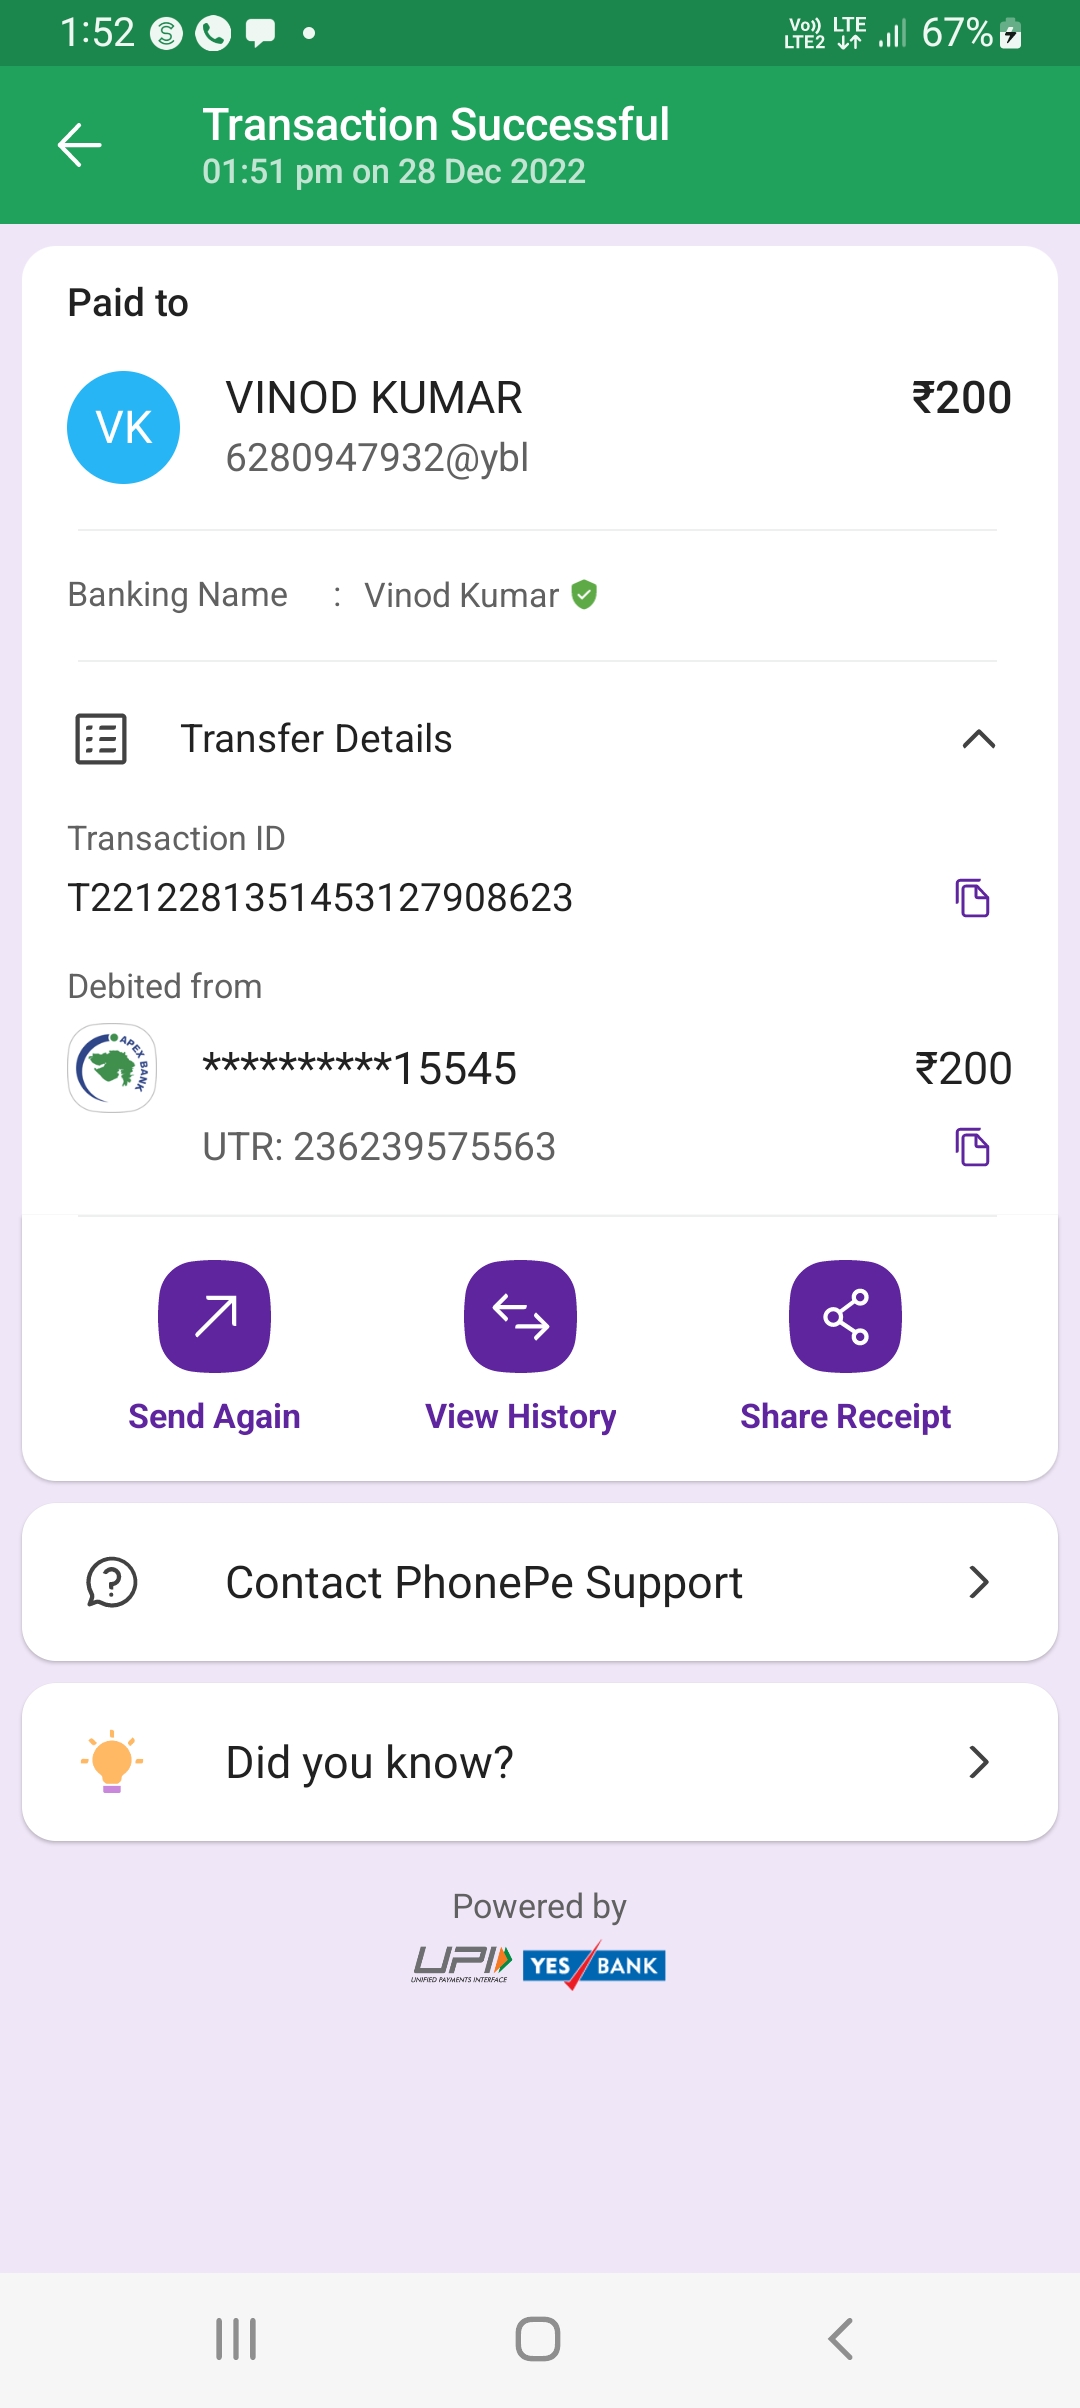 1:52
Vo)) LTE
LTE2
67%
Transaction Successful
01:51 pm on 28 Dec 2022
Paid to
VK
VINOD KUMAR
₹200
6280947932@ybl
Banking Name : Vinod Kumar
Transfer Details
Transaction ID
T2212281351453127908623
Debited from
APEX BANK
**********15545
₹200
UTR: 236239575563
Send Again
View History
Share Receipt
Contact PhonePe Support
Did you know?
Powered by
UPI
UNIFIED PAYMENTS INTERFACE
YES BANK